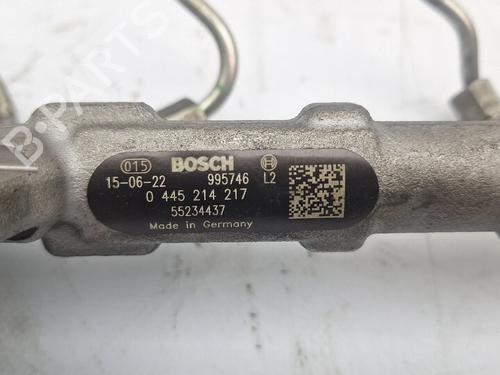 015 BOSCH
15-06-22 995746 L2
0 445 214 217
55234437
Made in Germany
B-PARTS